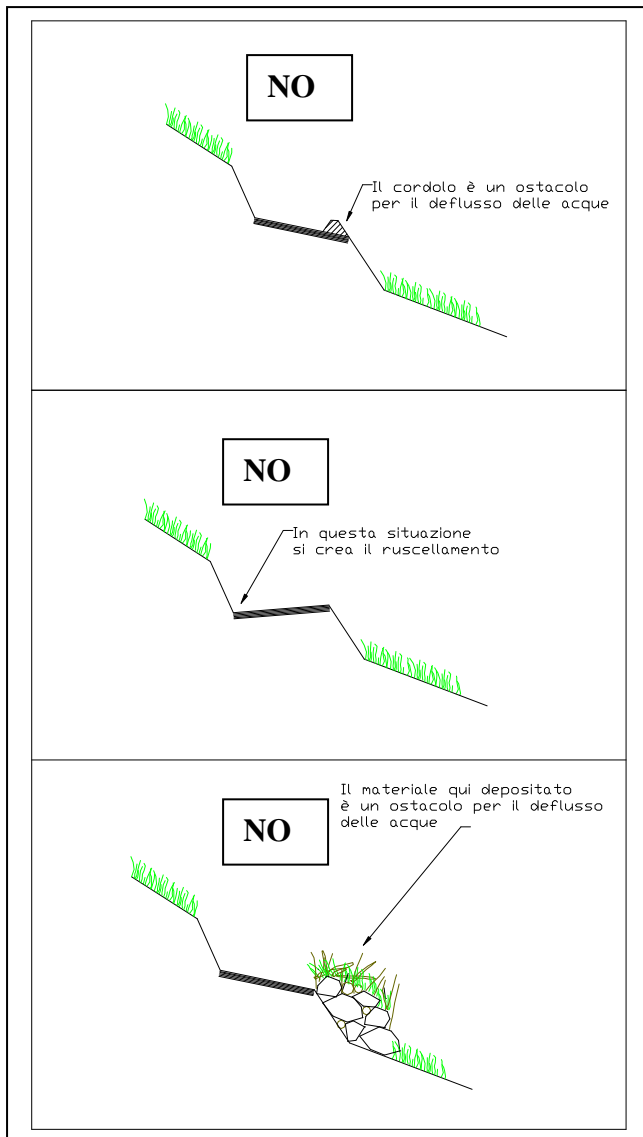 NO
Il cordolo è un ostacolo
per il deflusso delle acque
NO
In questa situazione
si crea il ruscellamento
NO
Il materiale qui depositato
è un ostacolo per il deflusso
delle acque